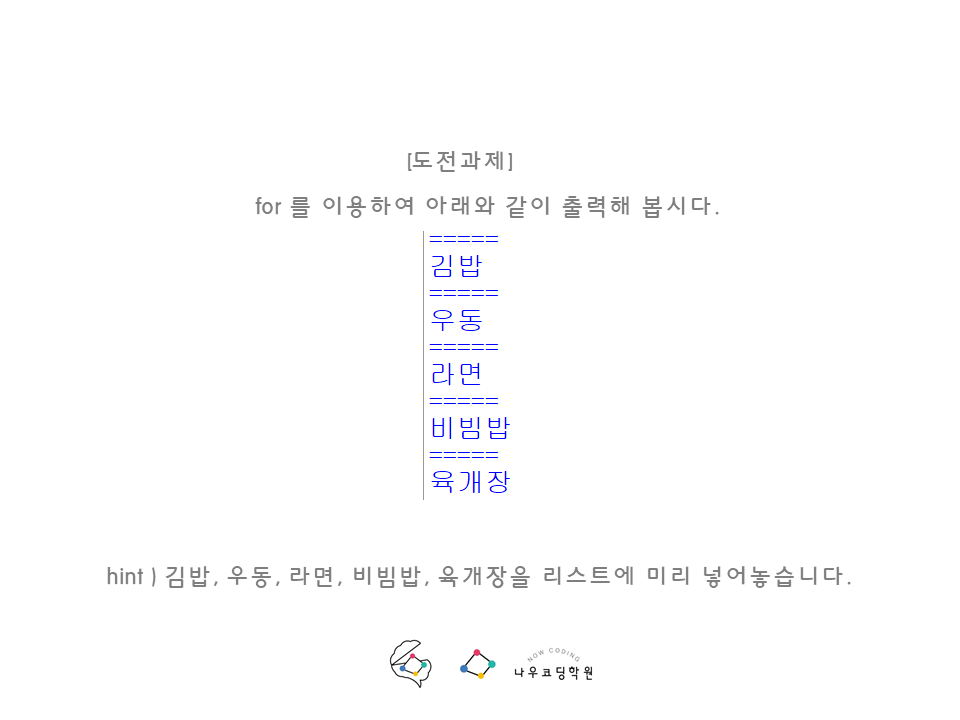 [도전과제]
for 를 이용하여 아래와 같이 출력해 봅시다.
=====
김밥
=====
우동
=====
라면
=====
비빔밥
=====
육개장
hint ) 김밥, 우동, 라면, 비빔밥, 육개장을 리스트에 미리 넣어놓습니다.
NOW CODING
나우코딩학원